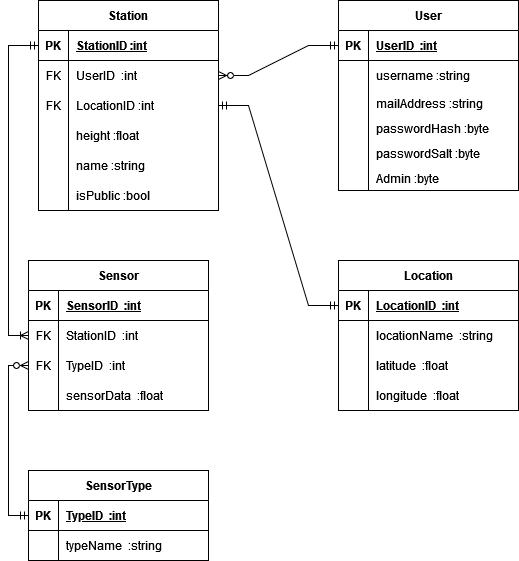 Station
PK StationID :int
FK UserID :int
FK LocationID :int
height :float
name :string
isPublic :bool
User
PK UserID :int
username :string
mailAddress :string
passwordHash :byte
passwordSalt :byte
Admin :byte
Sensor
PK SensorID :int
FK StationID :int
FK TypeID :int
sensorData :float
Location
PK LocationID :int
locationName :string
latitude :float
longitude :float
SensorType
PK TypeID :int
typeName :string